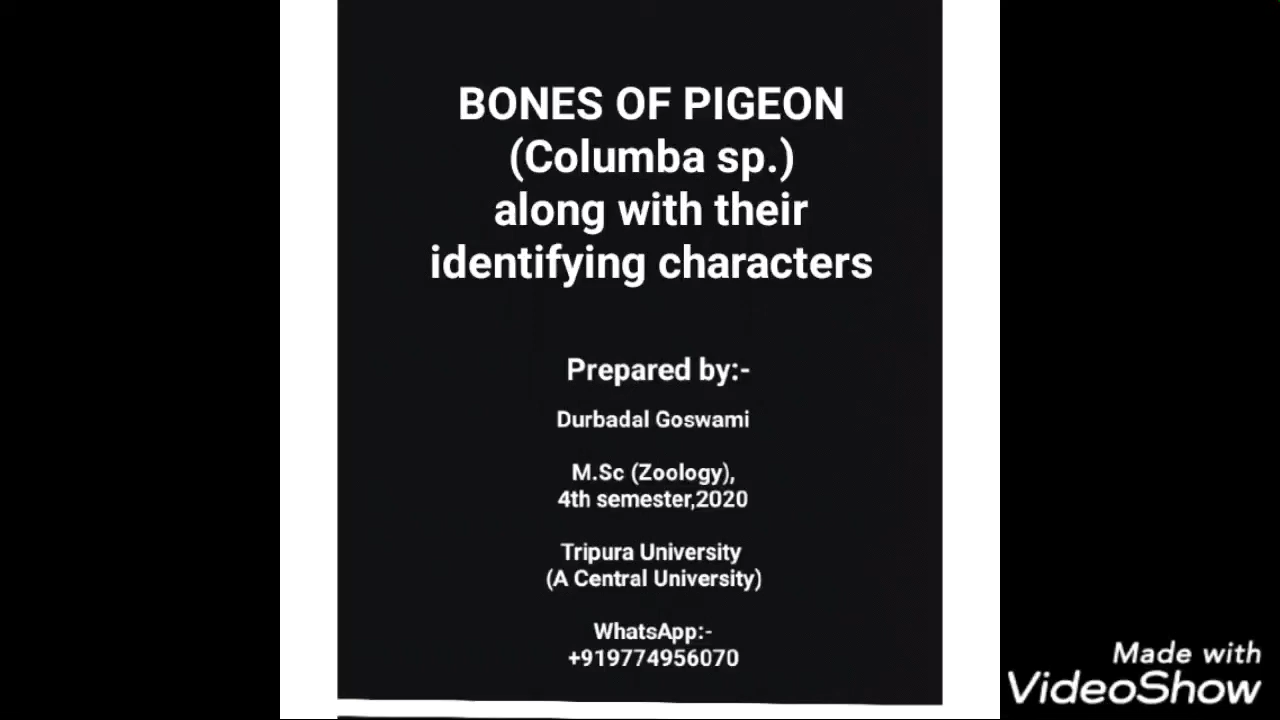 BONES OF PIGEON
(Columba sp.)
along with their
identifying characters
Prepared by:-
Durbadal Goswami
M.Sc (Zoology),
4th semester,2020
Tripura University
(A Central University)
WhatsApp:-
+919774956070
Made with
VideoShow